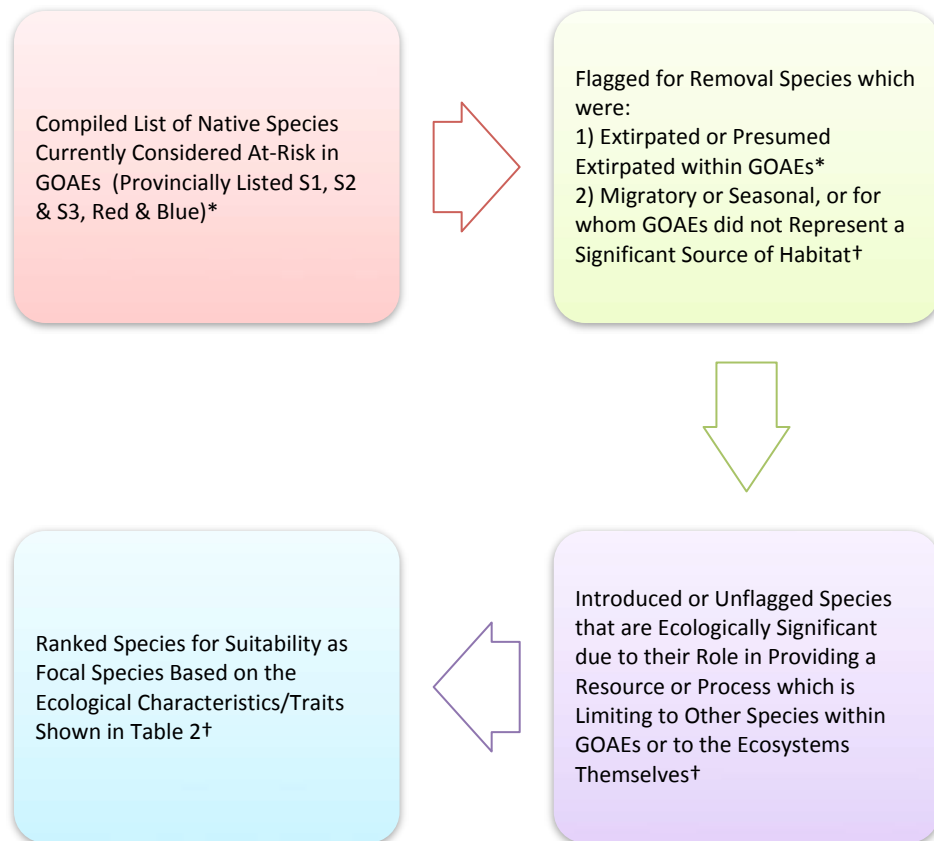 Compiled List of Native Species
Currently Considered At-Risk in
GOAEs (Provincially Listed S1, S2
& S3, Red & Blue)*
Flagged for Removal Species which
were:
1) Extirpated or Presumed
Extirpated within GOAEs*
2) Migratory or Seasonal, or for
whom GOAEs did not Represent a
Significant Source of Habitat†
Introduced or Unflagged Species
that are Ecologically Significant
due to their Role in Providing a
Resource or Process which is
Limiting to Other Species within
GOAEs or to the Ecosystems
Themselves†
Ranked Species for Suitability as
Focal Species Based on the
Ecological Characteristics/Traits
Shown in Table 2†